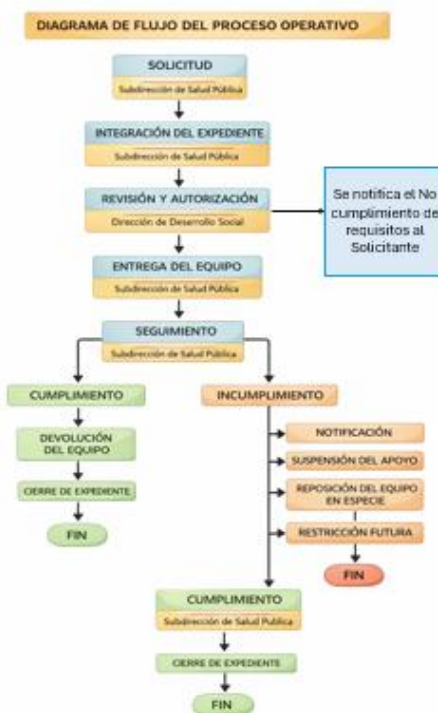 DIAGRAMA DE FLUJO DEL PROCESO OPERATIVO
SOLICITUD
Subdirección de Salud Pública
INTEGRACIÓN DEL EXPEDIENTE
Subdirección de Salud Pública
REVISIÓN Y AUTORIZACIÓN
Dirección de Desarrollo Social
Se notifica el No
cumplimiento de
requisitos al
Solicitante
ENTREGA DEL EQUIPO
Subdirección de Salud Pública
SEGUIMIENTO
Subdirección de Salud Pública
CUMPLIMIENTO
DEVOLUCIÓN
DEL EQUIPO
CIERRE DE EXPEDIENTE
FIN
INCUMPLIMIENTO
NOTIFICACIÓN
SUSPENSIÓN DEL APOYO
REPOSICIÓN DEL EQUIPO
EN ESPECIE
RESTRICCIÓN FUTURA
FIN
CUMPLIMIENTO
Subdirección de Salud Publica
CIERRE DE EXPEDIENTE
FIN